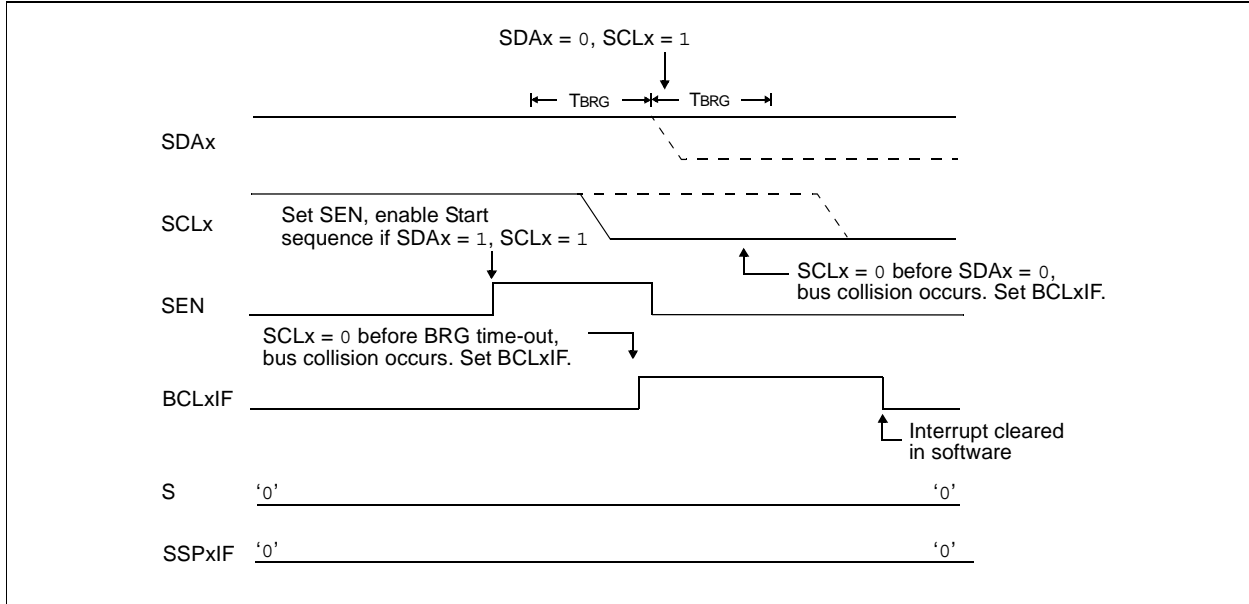 SDAx = 0, SCLx = 1
TBRG TBRG
SDAx
SCLx
Set SEN, enable Start
sequence if SDAx = 1, SCLx = 1
SCLx = 0 before SDAx = 0,
bus collision occurs. Set BCLxIF.
SEN
SCLx = 0 before BRG time-out,
bus collision occurs. Set BCLxIF.
BCLxIF
Interrupt cleared
in software
S ‘0’ ‘0’
SSPxIF ‘0’ ‘0’